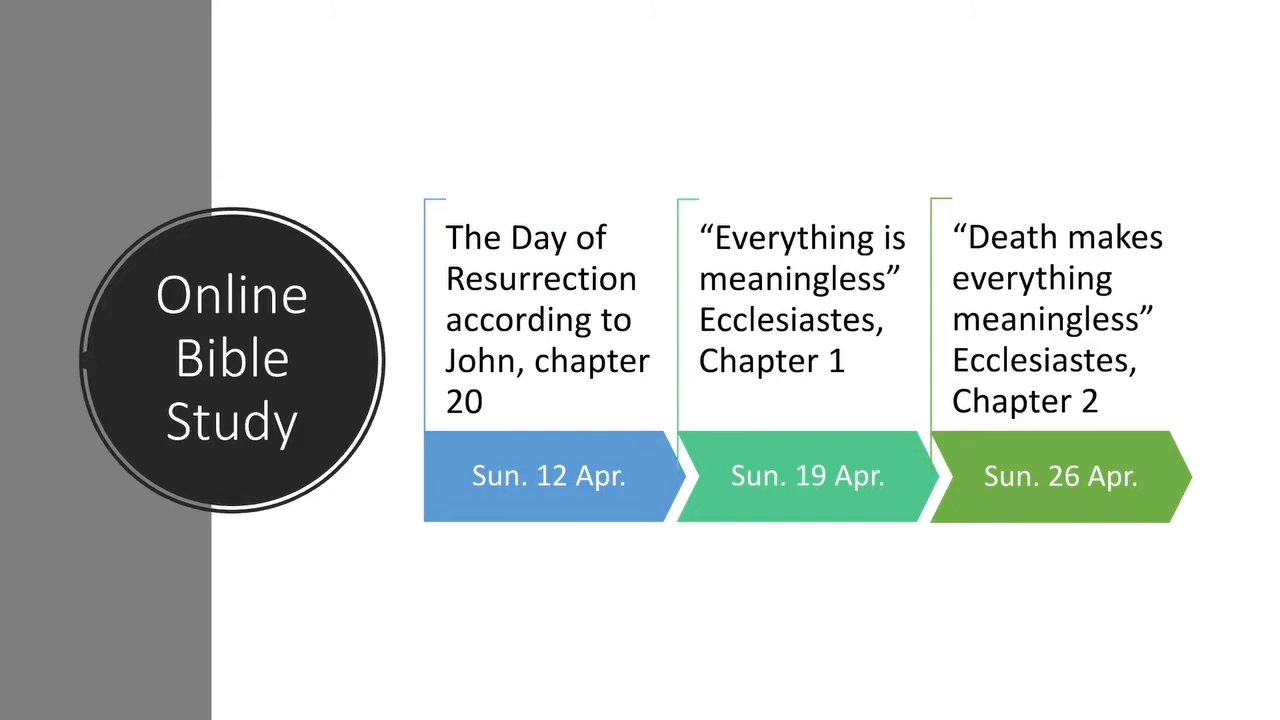 Online
Bible
Study
The Day of
Resurrection
according to
John, chapter
20
Sun. 12 Apr.
“Everything is
meaningless”
Ecclesiastes,
Chapter 1
Sun. 19 Apr.
“Death makes
everything
meaningless”
Ecclesiastes,
Chapter 2
Sun. 26 Apr.